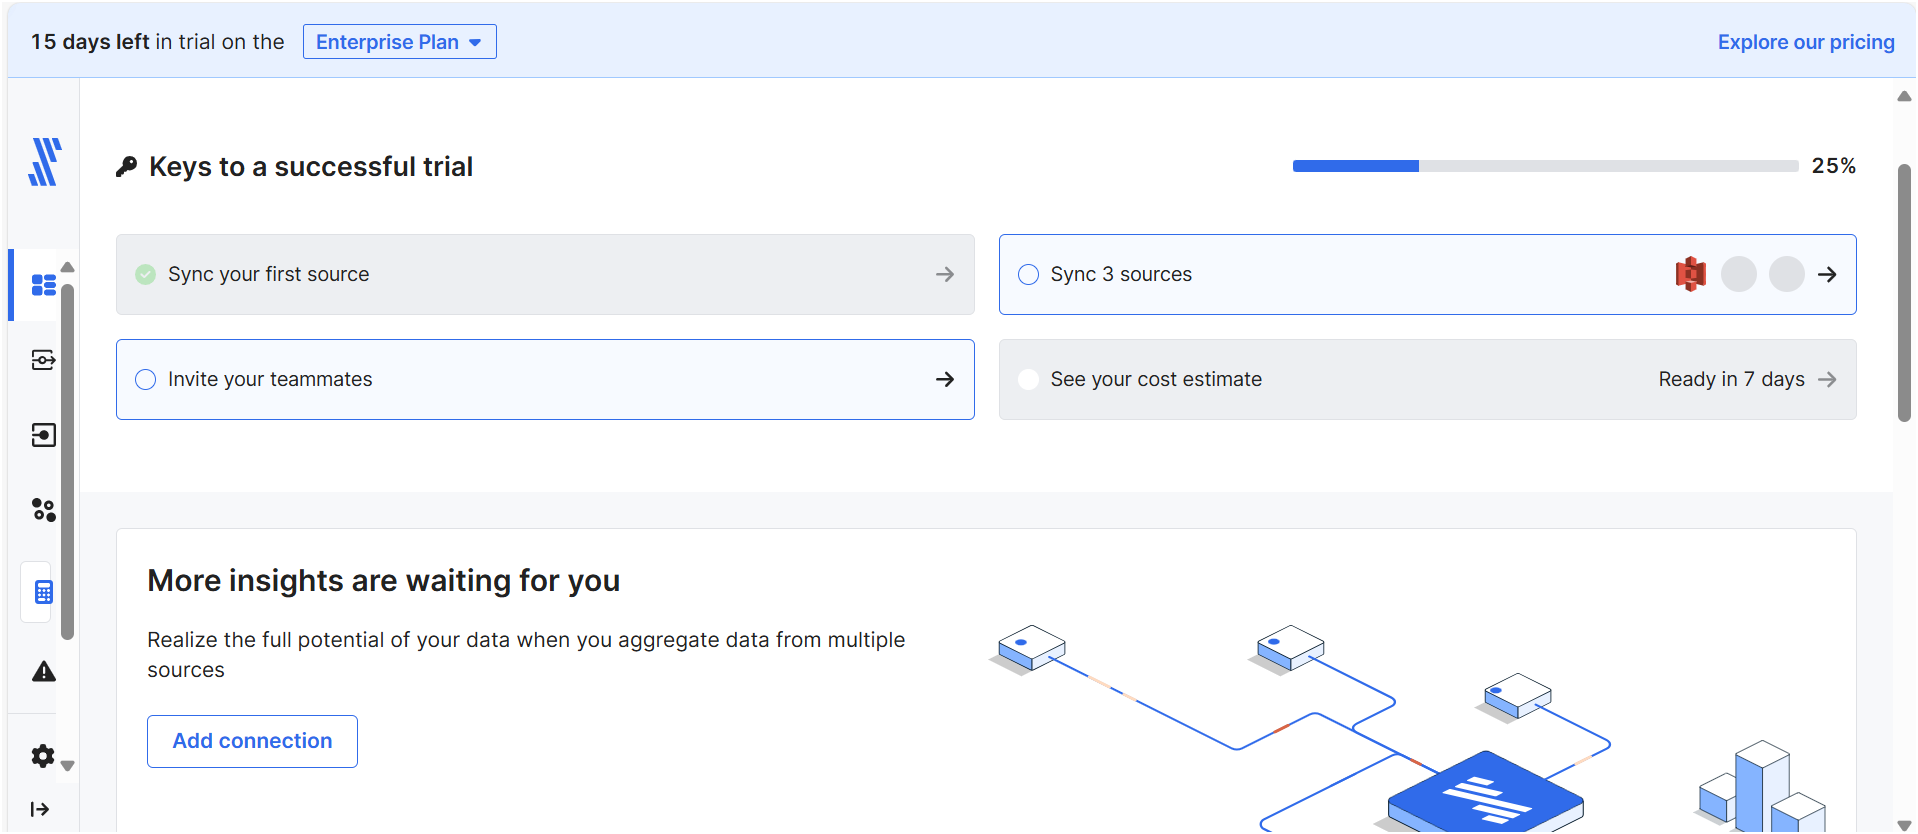 15 days left in trial on the
Enterprise Plan
Explore our pricing
Keys to a successful trial
25%
Sync your first source
Sync 3 sources
Invite your teammates
See your cost estimate
Ready in 7 days
More insights are waiting for you
Realize the full potential of your data when you aggregate data from multiple
sources
Add connection